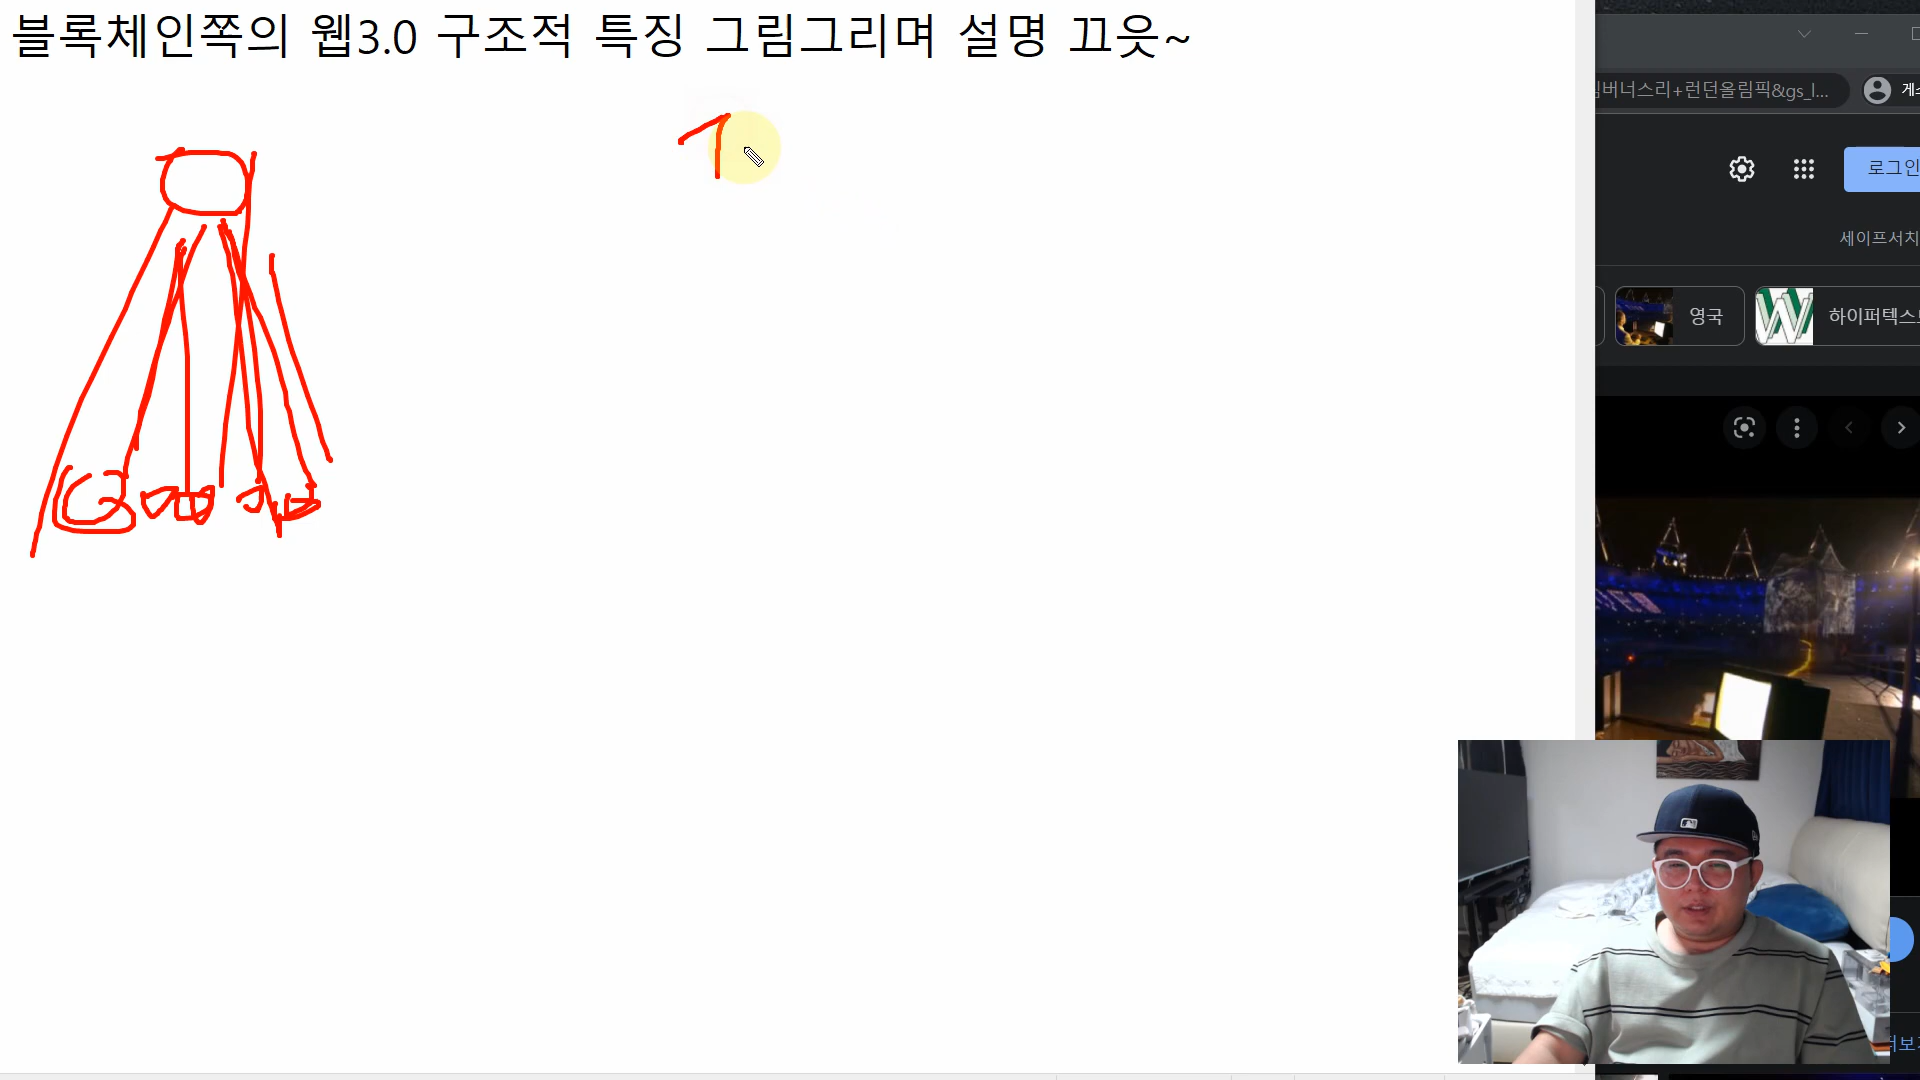 블록체인쪽의 웹3.0 구조적 특징 그림그리며 설명 끄읏~
버너스리+런던올림픽&gs_l...
로그인
세이프서치
영국
하이퍼텍스